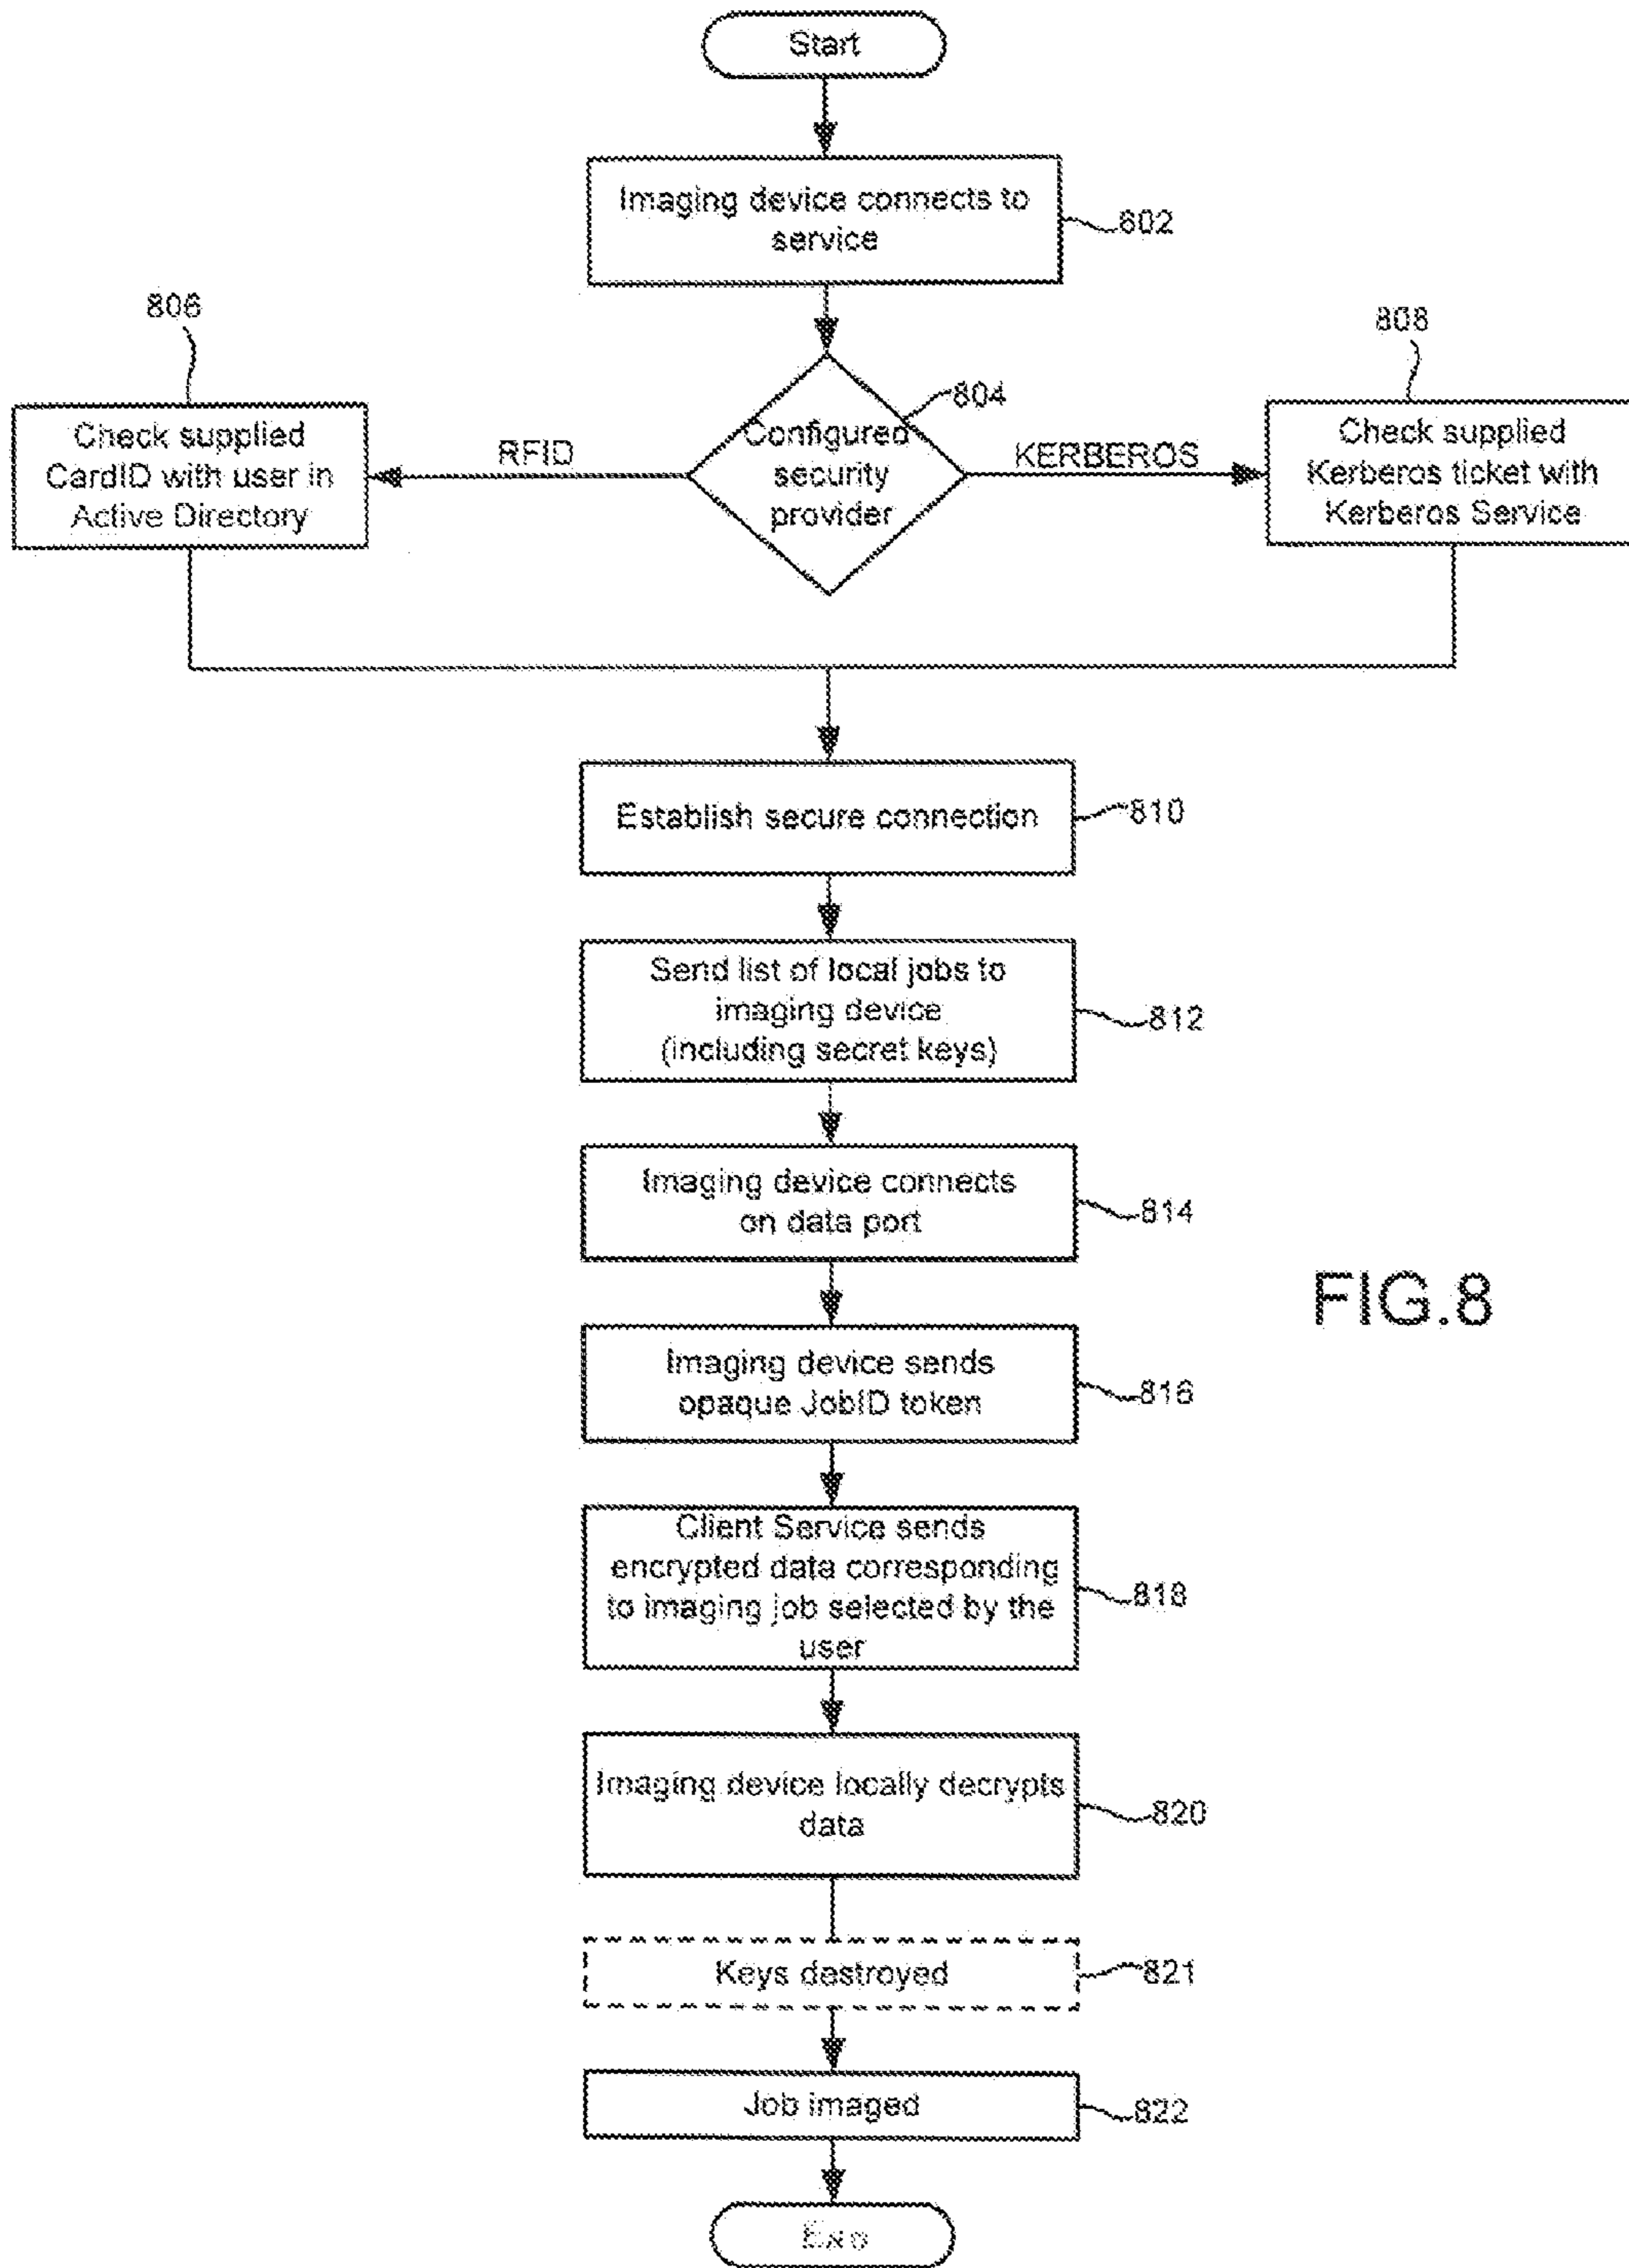 Start
Imaging device connects to
service
802
806
808
804
Configured
security
provider
RFID
KERBEROS
Check supplied
CardID with user in
Active Directory
Check supplied
Kerberos ticket with
Kerberos Service
Establish secure connection
810
Send list of local jobs to
imaging device
(including secret keys)
812
Imaging device connects
on data port
814
FIG.8
Imaging device sends
opaque JobID token
816
Client Service sends
encrypted data corresponding
to imaging job selected by the
user
818
Imaging device locally decrypts
data
820
Keys destroyed
821
Job imaged
822